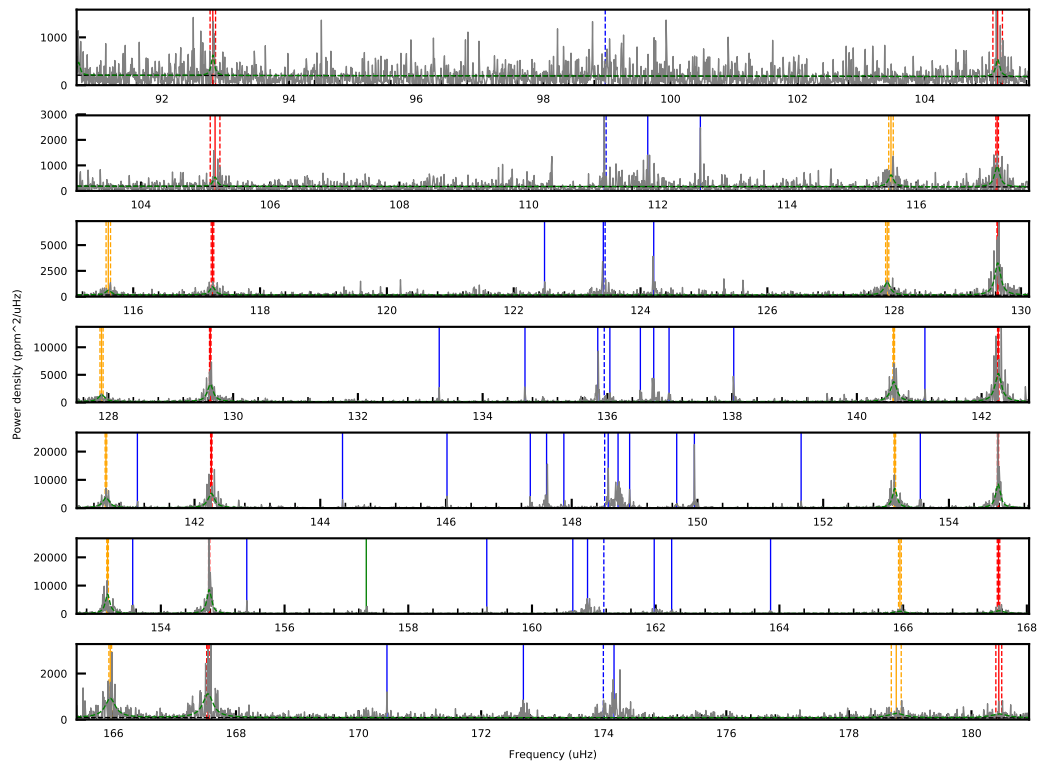 1000
0
92 94 96 98 100 102 104
3000
2000
1000
0
104 106 108 110 112 114 116
5000
2500
0
116 118 120 122 124 126 128 130
Power density (ppm^2/uHz)
10000
5000
0
128 130 132 134 136 138 140 142
20000
10000
0
142 144 146 148 150 152 154
20000
10000
0
154 156 158 160 162 164 166 168
2000
0
166 168 170 172 174 176 178 180
Frequency (uHz)